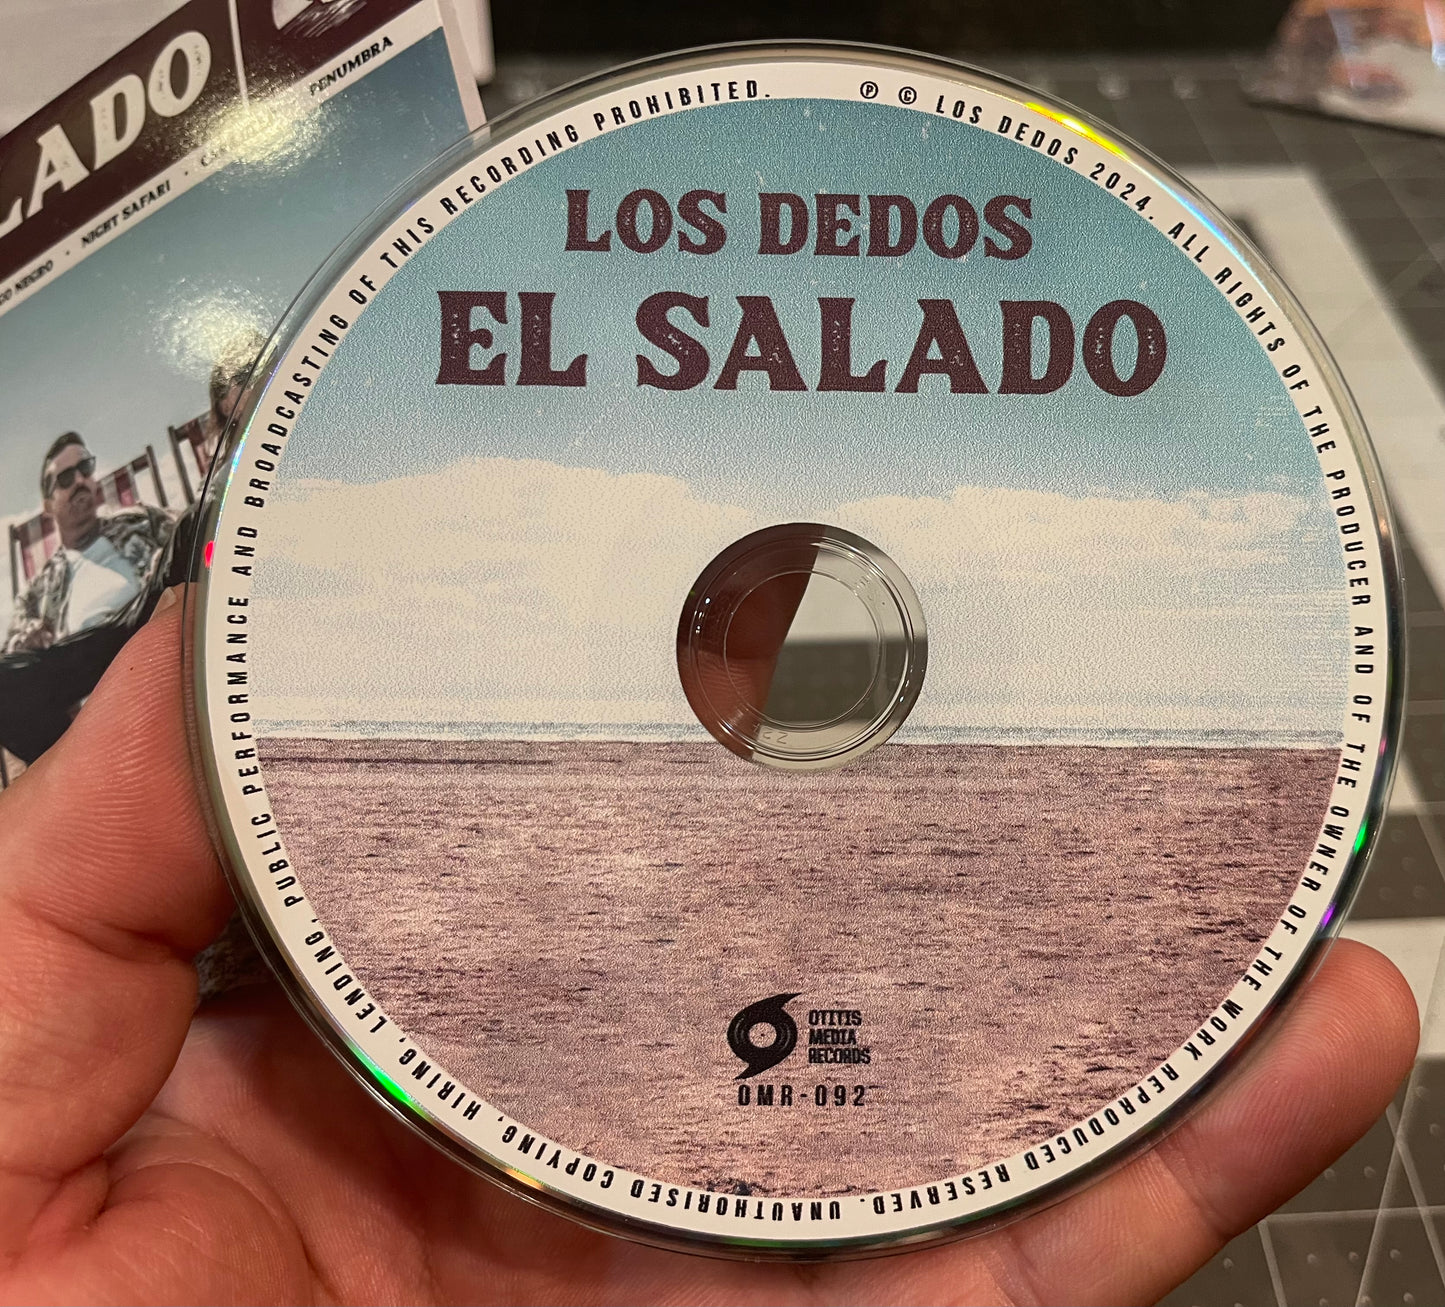 LADO
PENUMBRA
NIGHT SAFARI ·
NEGRO ·
℗ © LOS DEDOS 2024. ALL RIGHTS OF THE PRODUCER AND OF THE OWNER OF THE WORK REPRODUCED RESERVED. UNAUTHORISED COPYING, HIRING, LENDING, PUBLIC PERFORMANCE AND BROADCASTING OF THIS RECORDING PROHIBITED.
LOS DEDOS
EL SALADO
OTITIS
MEDIA
RECORDS
OMR-092